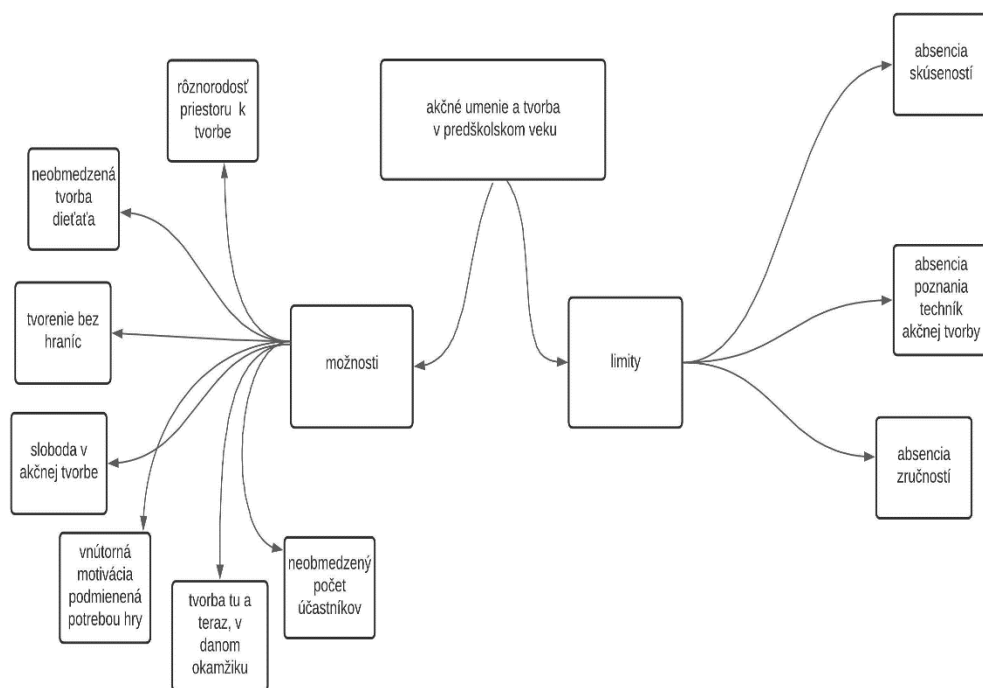 akčné umenie a tvorba
v predškolskom veku
možnosti
limity
rôznorodosť
priestoru k
tvorbe
neobmedzená
tvorba
dieťaťa
tvorenie bez
hraníc
sloboda v
akčnej tvorbe
vnútorná
motivácia
podmienená
potrebou hry
tvorba tu a
teraz, v
danom
okamžiku
neobmedzený
počet
účastníkov
absencia
skúseností
absencia
poznania
techník
akčnej tvorby
absencia
zručností